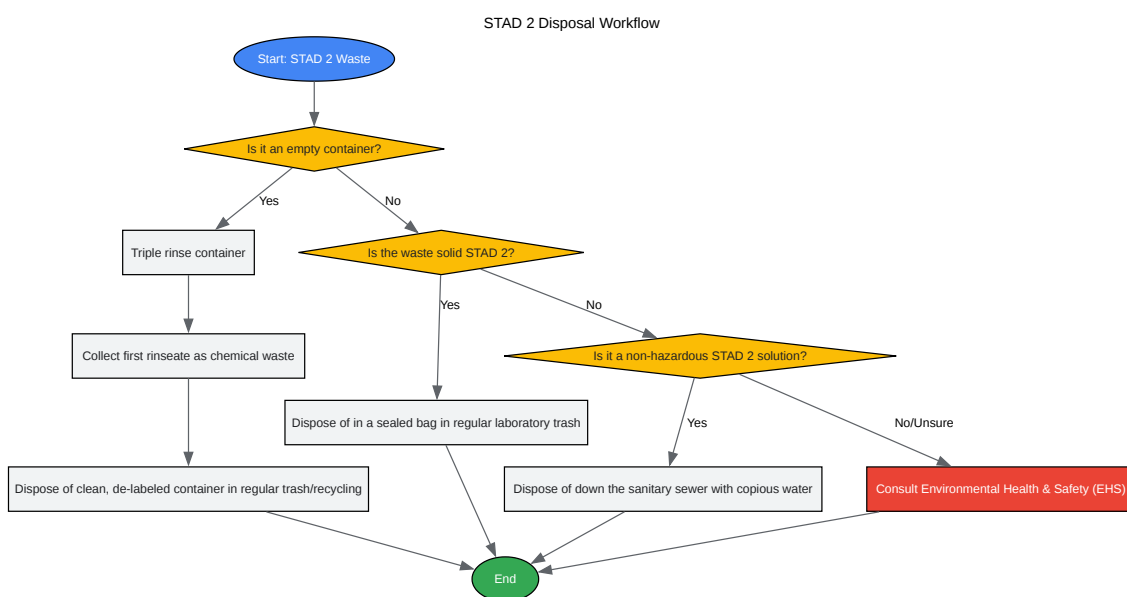 STAD 2 Disposal Workflow
Start: STAD 2 Waste
Is it an empty container?
Yes
No
Triple rinse container
Is the waste solid STAD 2?
Yes
No
Collect first rinseate as chemical waste
Is it a non-hazardous STAD 2 solution?
Dispose of in a sealed bag in regular laboratory trash
Yes
No/Unsure
Dispose of clean, de-labeled container in regular trash/recycling
Dispose of down the sanitary sewer with copious water
Consult Environmental Health & Safety (EHS)
End